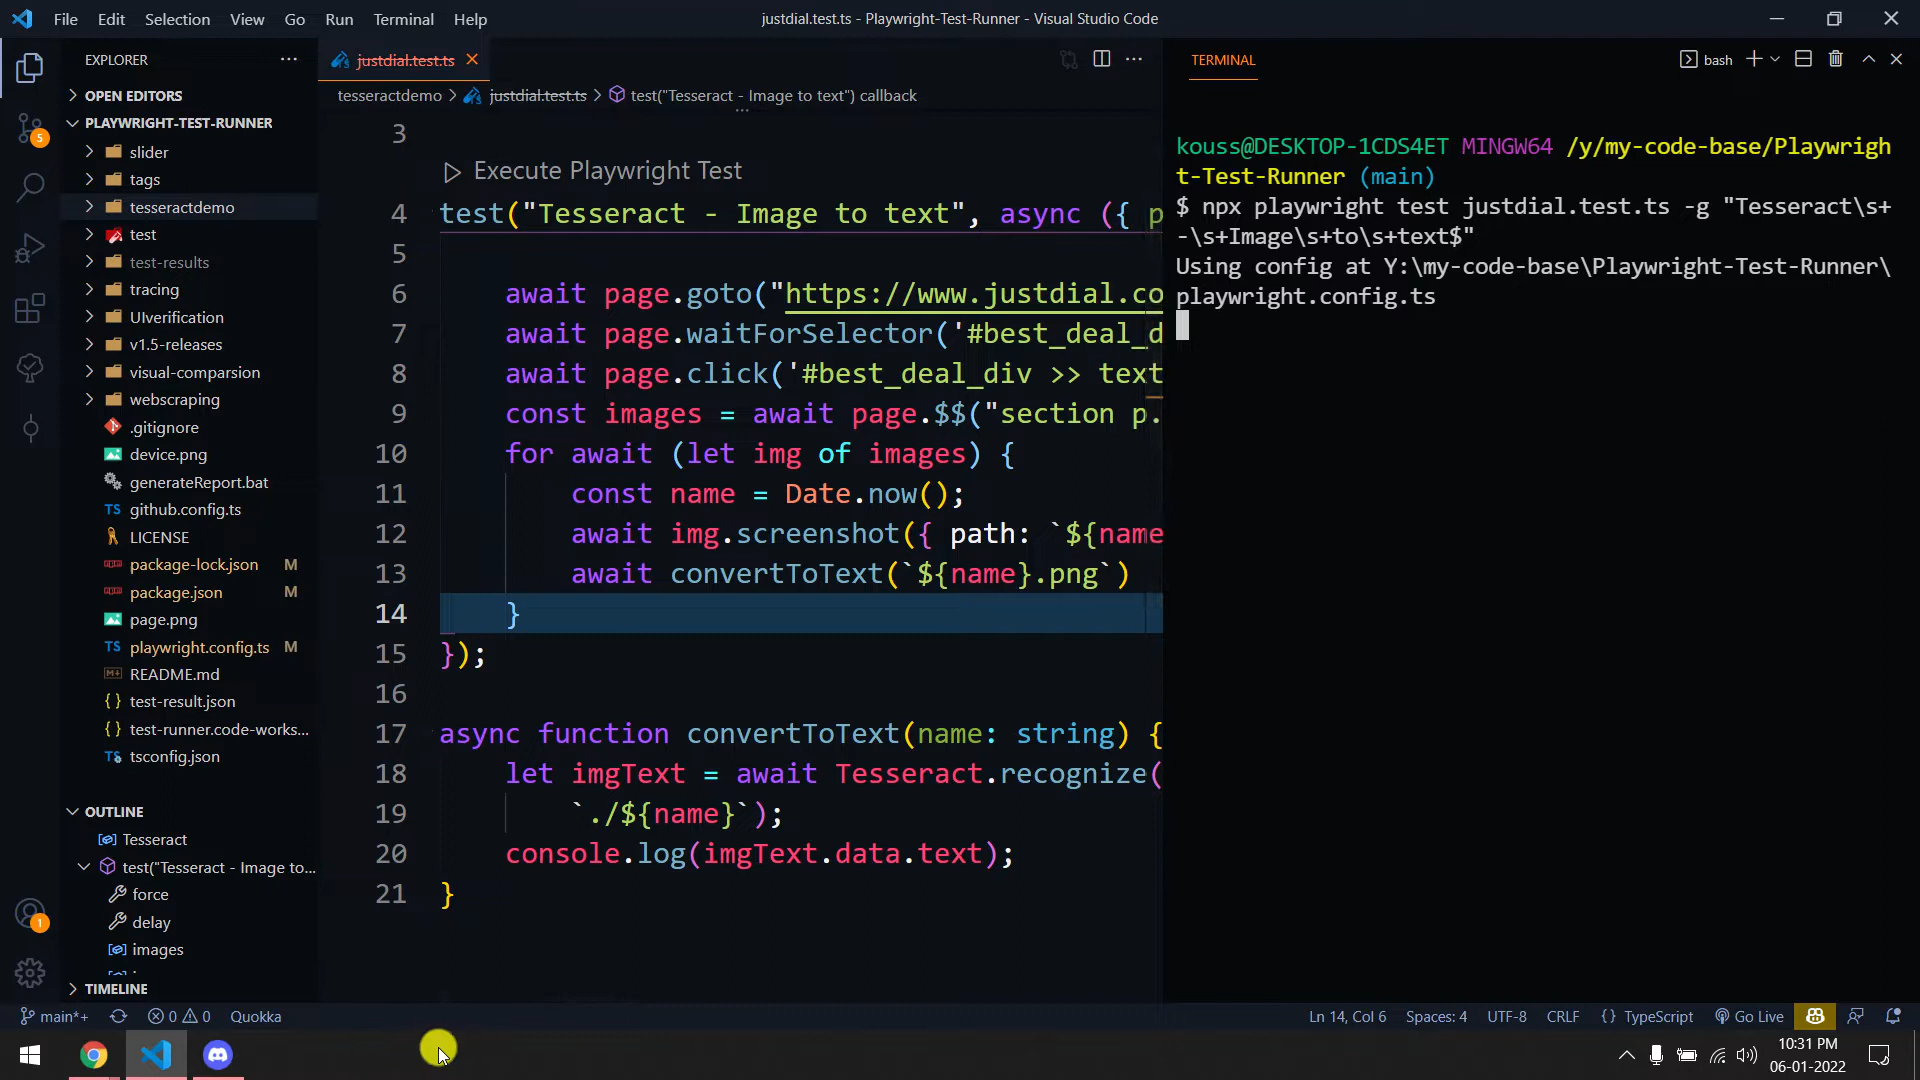 File Edit Selection View Go Run Terminal Help
justdial.test.ts - Playwright-Test-Runner - Visual Studio Code
EXPLORER
OPEN EDITORS
PLAYWRIGHT-TEST-RUNNER
slider
tags
tesseractdemo
test
test-results
tracing
UIverification
v1.5-releases
visual-comparsion
webscraping
.gitignore
device.png
generateReport.bat
TS github.config.ts
LICENSE
package-lock.json M
package.json M
page.png
TS playwright.config.ts M
README.md
{} test-result.json
{} test-runner.code-works...
TS tsconfig.json
OUTLINE
Tesseract
test("Tesseract - Image to...
force
delay
images
TIMELINE
5
1
justdial.test.ts
tesseractdemo > justdial.test.ts > test("Tesseract - Image to text") callback
3
Execute Playwright Test
4 test("Tesseract - Image to text", async ({ p
5
6 await page.goto("https://www.justdial.co
7 await page.waitForSelector('#best_deal_d
8 await page.click('#best_deal_div >> text
9 const images = await page.$$("section p.
10 for await (let img of images) {
11 const name = Date.now();
12 await img.screenshot({ path: `${name
13 await convertToText(`${name}.png`)
14 }
15 });
16
17 async function convertToText(name: string) {
18 let imgText = await Tesseract.recognize(
19 `./${name}`);
20 console.log(imgText.data.text);
21 }
TERMINAL
bash
kouss@DESKTOP-1CDS4ET MINGW64 /y/my-code-base/Playwrigh
t-Test-Runner (main)
$ npx playwright test justdial.test.ts -g "Tesseract\s+
-\s+Image\s+to\s+text$"
Using config at Y:\my-code-base\Playwright-Test-Runner\
playwright.config.ts
main*+ 0 0 Quokka
Ln 14, Col 6 Spaces: 4 UTF-8 CRLF {} TypeScript Go Live
10:31 PM
06-01-2022